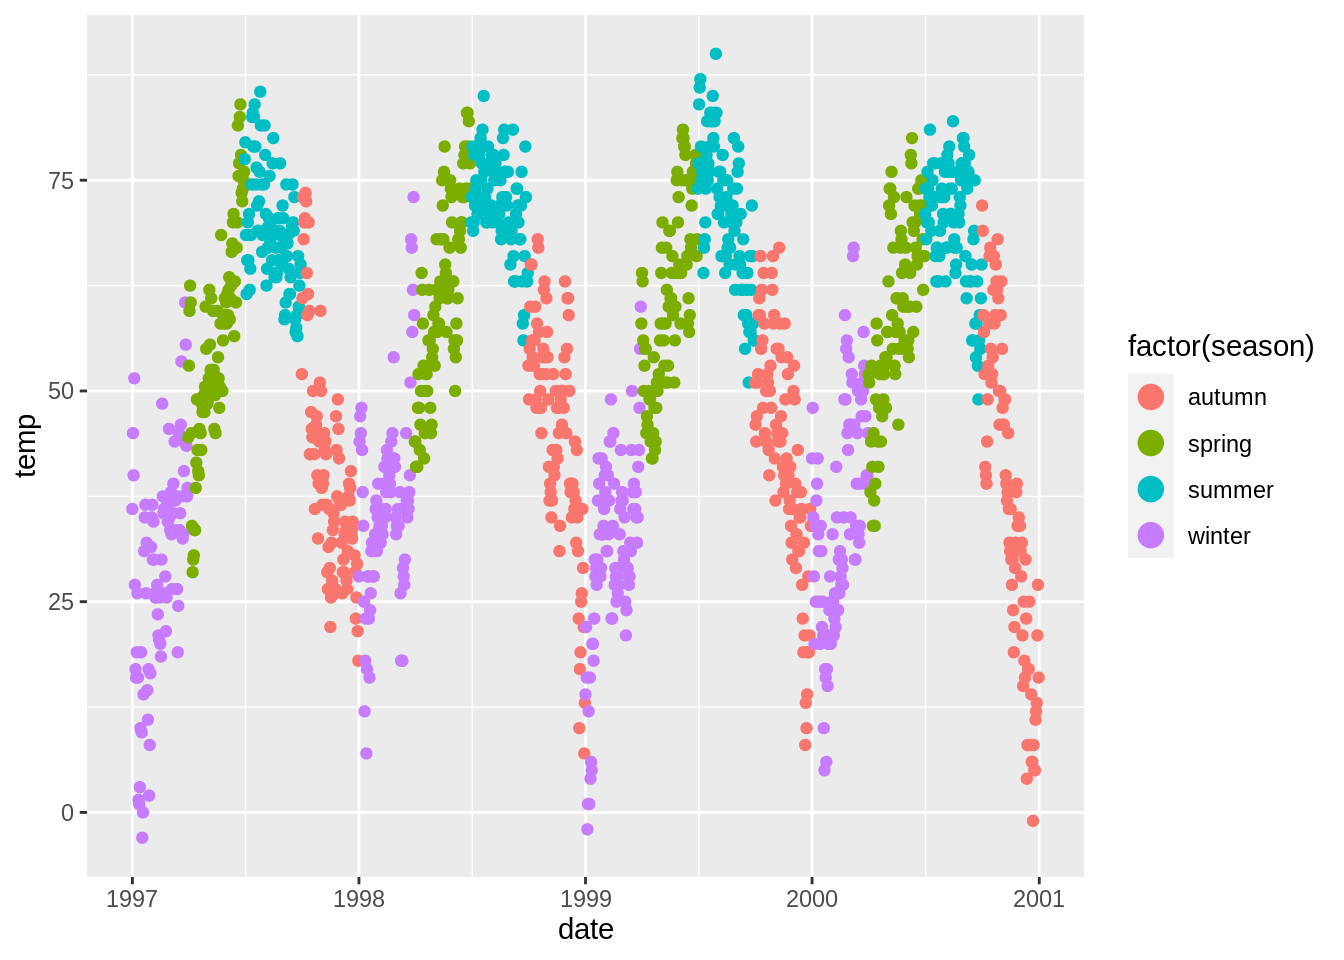 temp
75
50
25
0
1997 1998 1999 2000 2001
date
factor(season)
autumn
spring
summer
winter